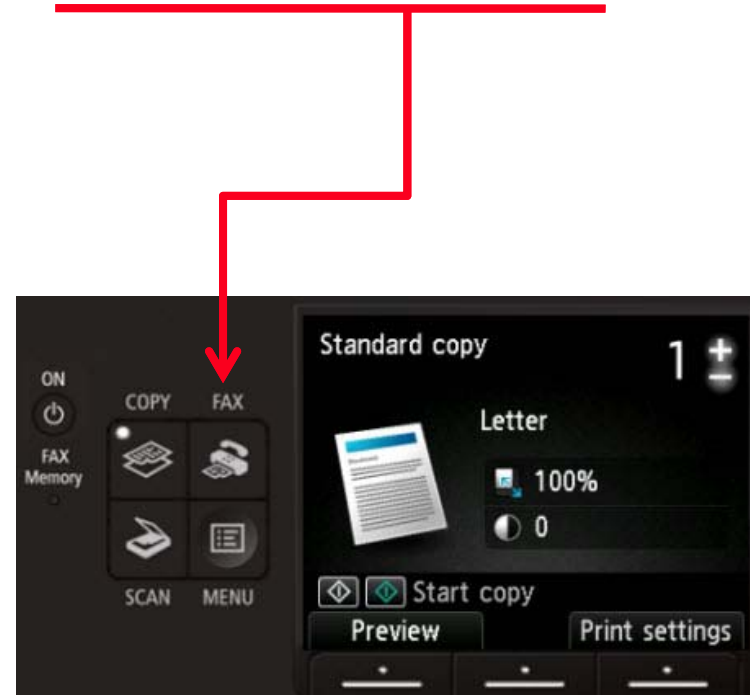 Standard copy
1 + −
ON
COPY FAX
Letter
FAX
Memory
100%
0
SCAN MENU
Start copy
Preview Print settings